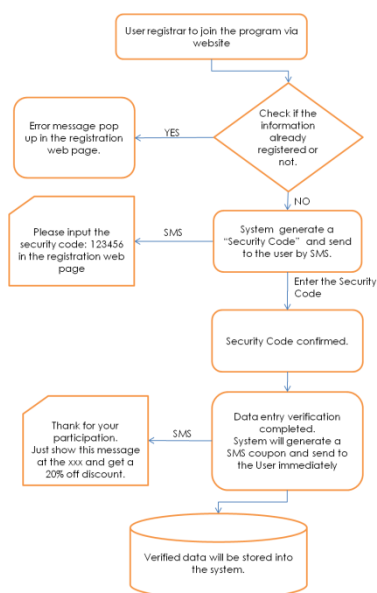 User registrar to join the program via
website
Check if the
information
already
registered or
not.
YES
Error message pop
up in the registration
web page.
NO
System generate a
"Security Code" and send
to the user by SMS.
SMS
Please input the
security code: 123456
in the registration web
page
Enter the Security
Code
Security Code confirmed.
Data entry verification
completed.
System will generate a
SMS coupon and send to
the User immediately
SMS
Thank for your
participation.
Just show this message
at the xxx and get a
20% off discount.
Verified data will be stored into
the system.